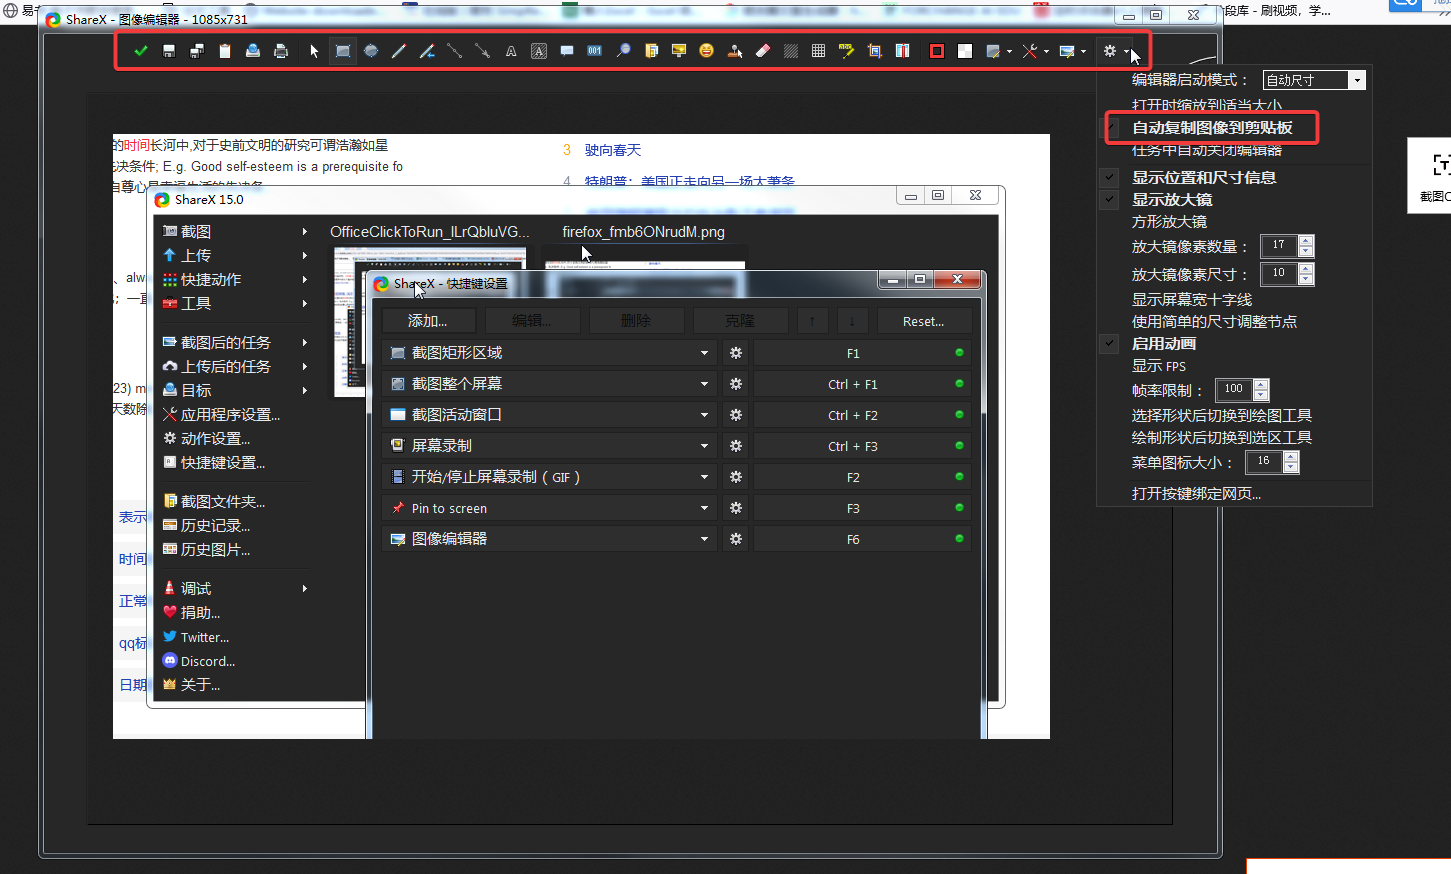 易
ShareX - 图像编辑器 - 1085x731
段库 - 刷视频，学...
编辑器启动模式： 自动尺寸
打开时缩放到适当大小
自动复制图像到剪贴板
任务中自动关闭编辑器
显示位置和尺寸信息
显示放大镜
方形放大镜
放大镜像素数量： 17
放大镜像素尺寸： 10
显示屏幕宽十字线
使用简单的尺寸调整节点
启用动画
显示 FPS
帧率限制： 100
选择形状后切换到绘图工具
绘制形状后切换到选区工具
菜单图标大小： 16
打开按键绑定网页...
截图
的时间长河中,对于史前文明的研究可谓浩瀚如星
决条件; E.g. Good self-esteem is a prerequisite fo
3 驶向春天
4 特朗普：美国正走向另一场大萧条
、alw
；一直
23) m
天数除
表示
时间
正常
qq标
日期
ShareX 15.0
截图
上传
快捷动作
工具
截图后的任务
上传后的任务
目标
应用程序设置...
动作设置...
快捷键设置...
截图文件夹...
历史记录...
历史图片...
调试
捐助...
Twitter...
Discord...
关于...
OfficeClickToRun_ILrQbluVG...
firefox_fmb6ONrudM.png
ShareX - 快捷键设置
添加... 编辑... 删除 克隆 ↑ ↓ Reset...
截图矩形区域 F1
截图整个屏幕 Ctrl + F1
截图活动窗口 Ctrl + F2
屏幕录制 Ctrl + F3
开始/停止屏幕录制（GIF） F2
Pin to screen F3
图像编辑器 F6